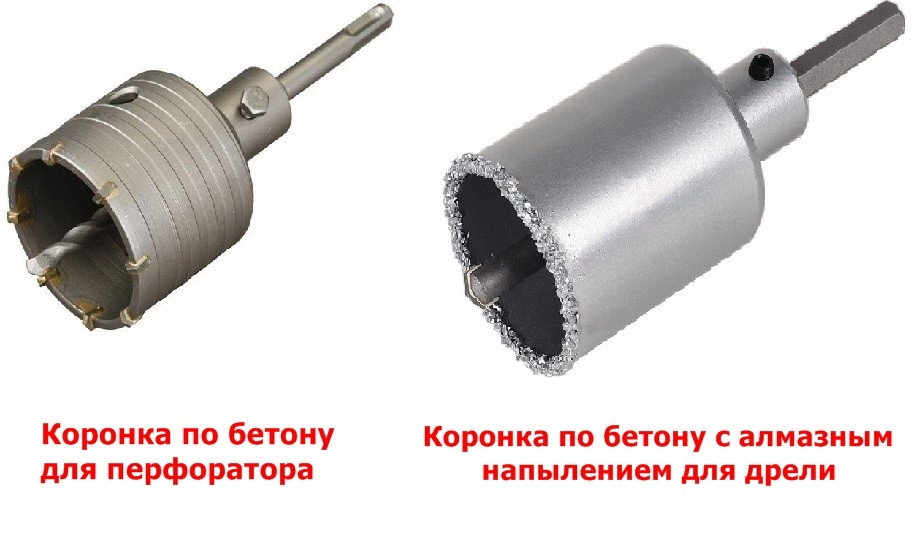 Коронка по бетону
для перфоратора
Коронка по бетону с алмазным
напылением для дрели